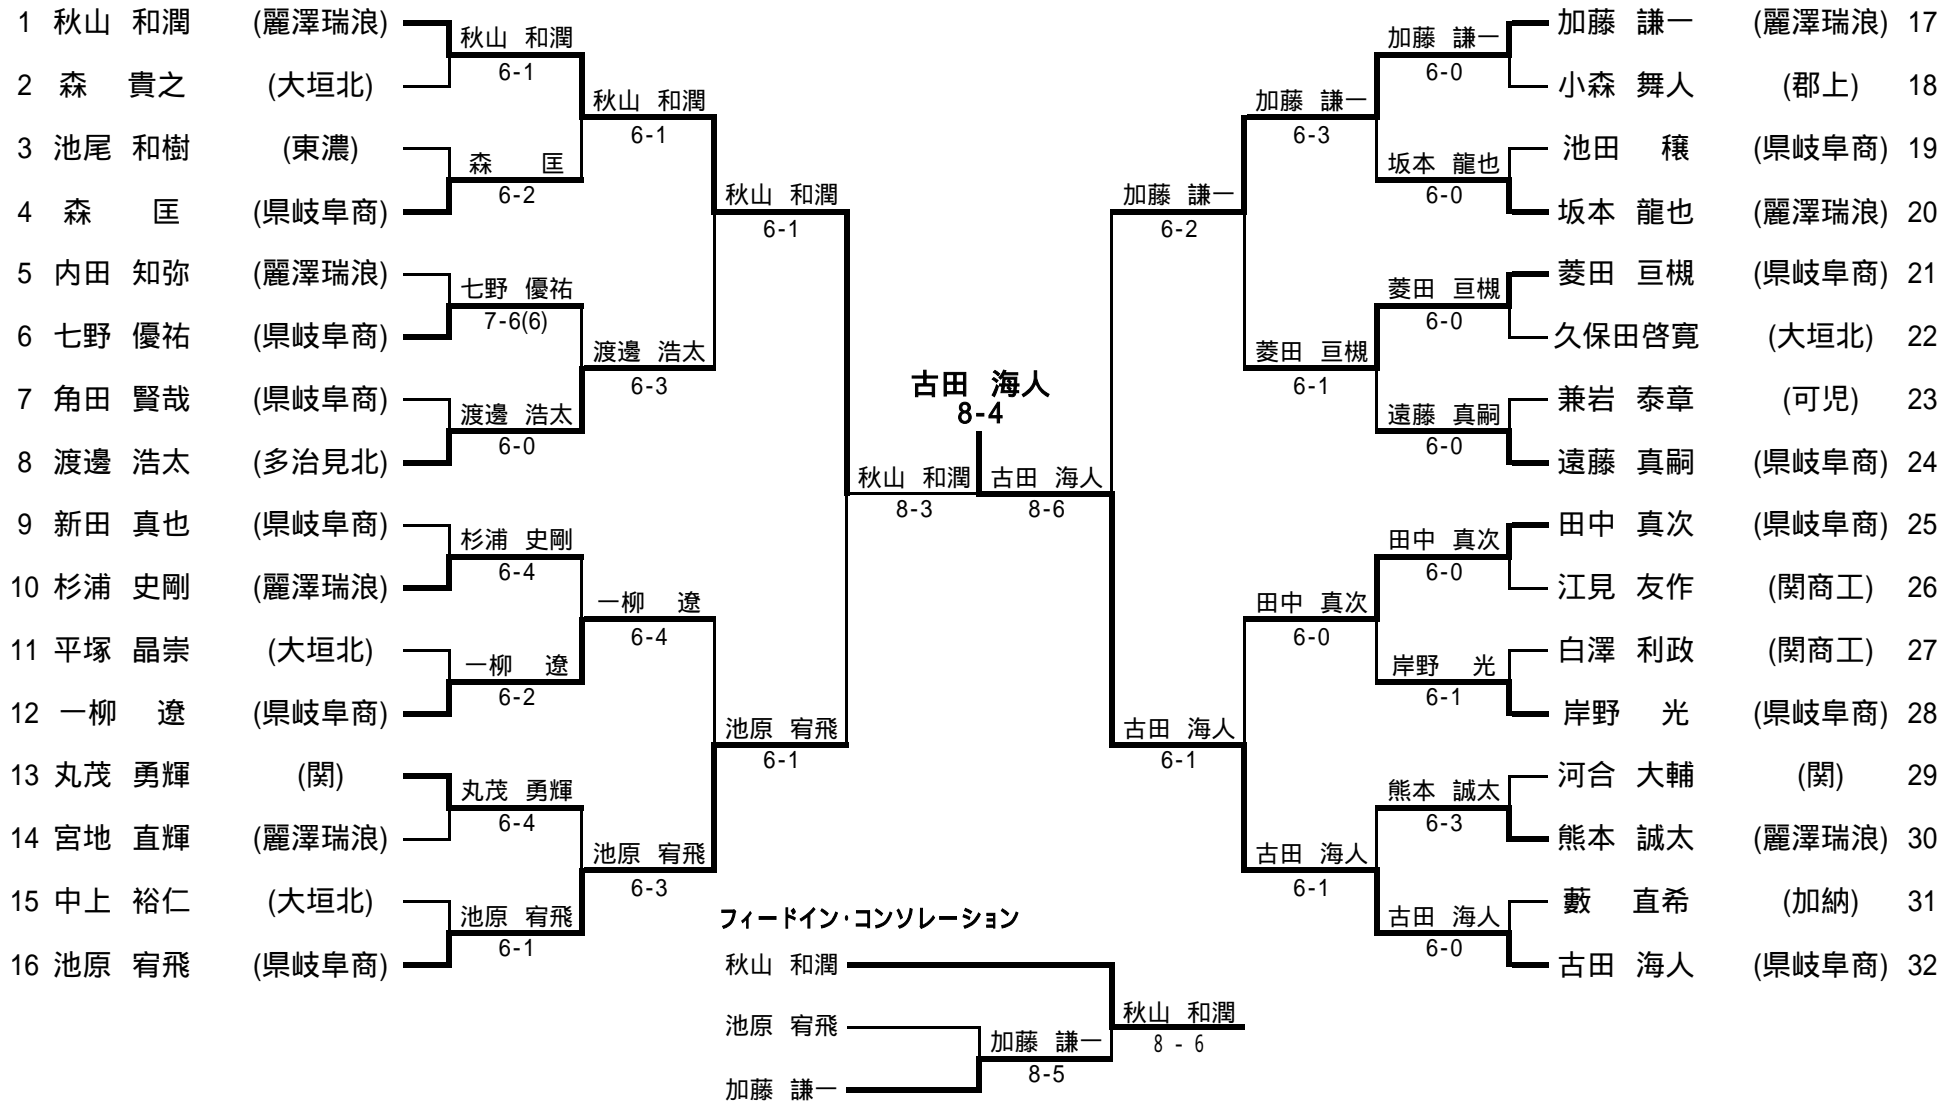 1 秋山 和潤 (麗澤瑞浪)
2 森 貴之 (大垣北)
3 池尾 和樹 (東濃)
4 森 匡 (県岐阜商)
5 内田 知弥 (麗澤瑞浪)
6 七野 優祐 (県岐阜商)
7 角田 賢哉 (県岐阜商)
8 渡邊 浩太 (多治見北)
9 新田 真也 (県岐阜商)
10 杉浦 史剛 (麗澤瑞浪)
11 平塚 晶崇 (大垣北)
12 一柳 遼 (県岐阜商)
13 丸茂 勇輝 (関)
14 宮地 直輝 (麗澤瑞浪)
15 中上 裕仁 (大垣北)
16 池原 宥飛 (県岐阜商)
秋山 和潤
6-1
森 匡
6-2
七野 優祐
7-6(6)
渡邊 浩太
6-0
杉浦 史剛
6-4
一柳 遼
6-2
丸茂 勇輝
6-4
池原 宥飛
6-1
秋山 和潤
6-1
渡邊 浩太
6-3
一柳 遼
6-4
池原 宥飛
6-3
秋山 和潤
6-1
池原 宥飛
6-1
秋山 和潤
8-3
古田 海人
8-4
古田 海人
8-6
加藤 謙一
6-2
古田 海人
6-1
加藤 謙一
6-3
菱田 亘槻
6-1
田中 真次
6-0
古田 海人
6-1
加藤 謙一
6-0
坂本 龍也
6-0
菱田 亘槻
6-0
遠藤 真嗣
6-0
田中 真次
6-0
岸野 光
6-1
熊本 誠太
6-3
古田 海人
6-0
加藤 謙一 (麗澤瑞浪) 17
小森 舞人 (郡上) 18
池田 穣 (県岐阜商) 19
坂本 龍也 (麗澤瑞浪) 20
菱田 亘槻 (県岐阜商) 21
久保田啓寛 (大垣北) 22
兼岩 泰章 (可児) 23
遠藤 真嗣 (県岐阜商) 24
田中 真次 (県岐阜商) 25
江見 友作 (関商工) 26
白澤 利政 (関商工) 27
岸野 光 (県岐阜商) 28
河合 大輔 (関) 29
熊本 誠太 (麗澤瑞浪) 30
藪 直希 (加納) 31
古田 海人 (県岐阜商) 32
フィードイン・コンソレーション
秋山 和潤
池原 宥飛
加藤 謙一
加藤 謙一
8-5
秋山 和潤
8 - 6